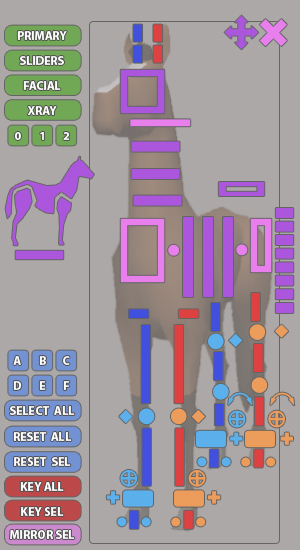 PRIMARY
SLIDERS
FACIAL
XRAY
0 1 2
A B C
D E F
SELECT ALL
RESET ALL
RESET SEL
KEY ALL
KEY SEL
MIRROR SEL